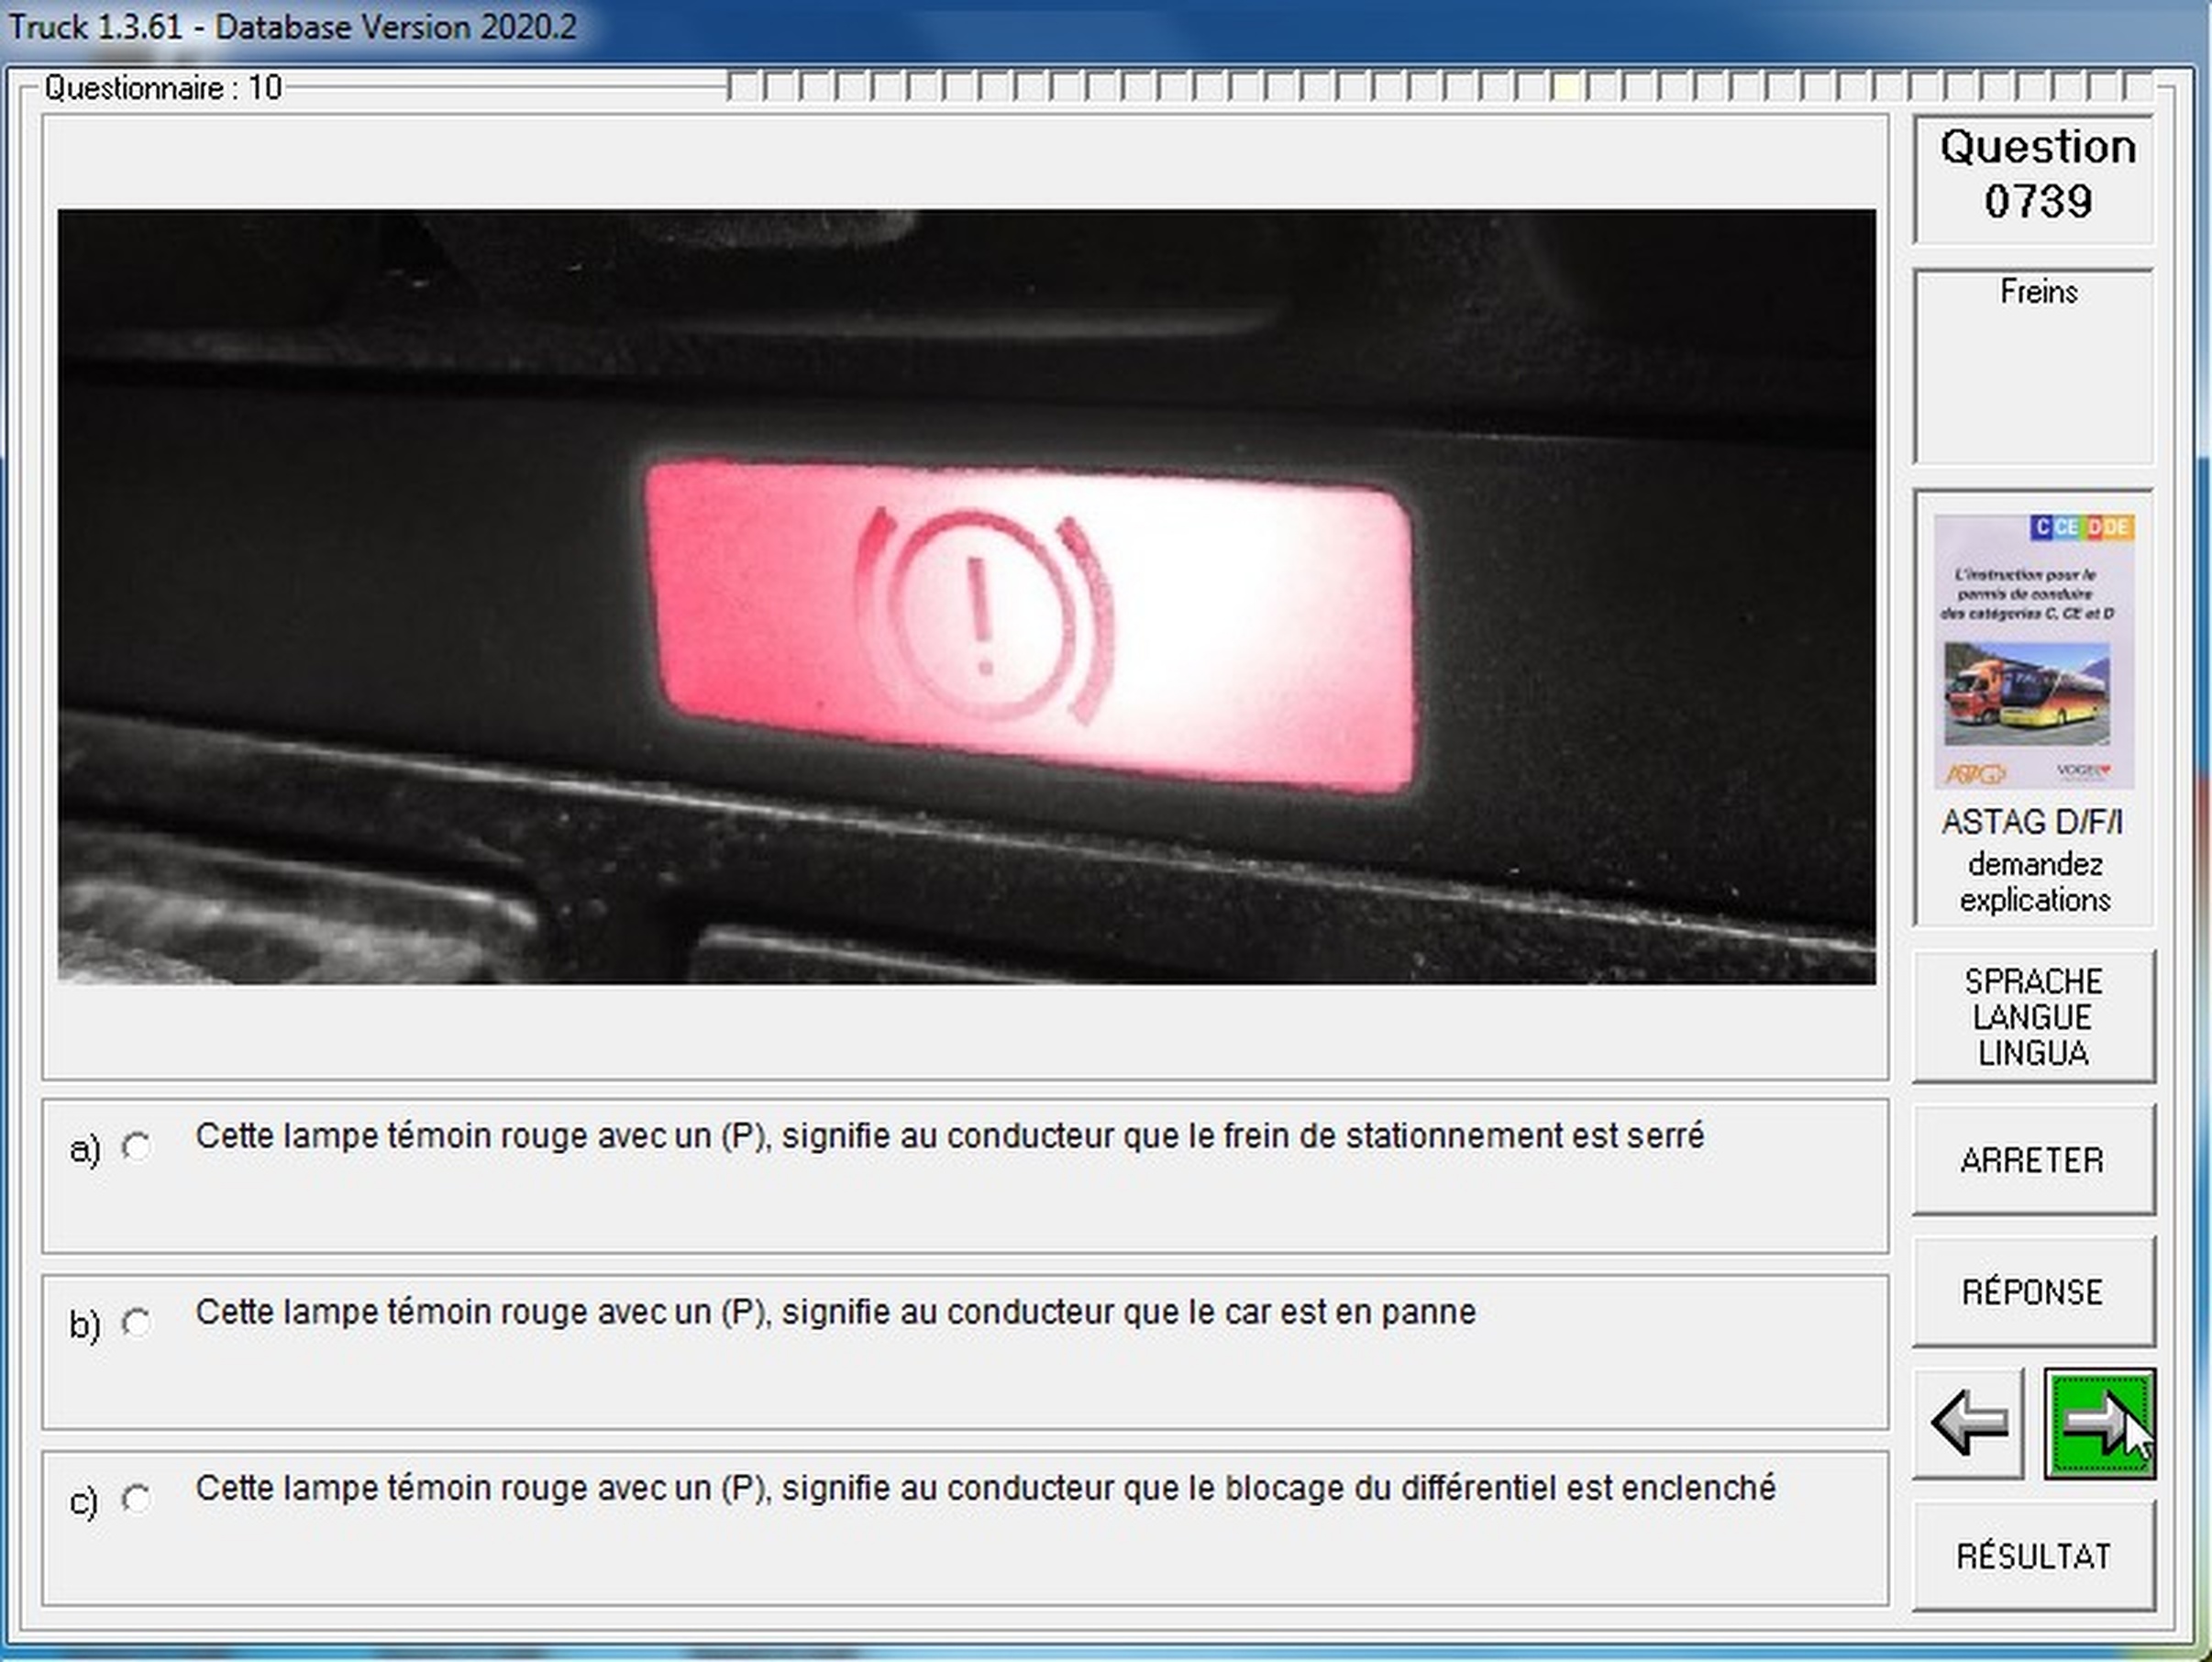 Truck 1.3.61 - Database Version 2020.2
Questionnaire : 10
Question
0739
Freins
!
C CE D DE
L'instruction pour le
permis de conduire
des catégories C, CE et D
ASTAG
VOGEL
ASTAG D/F/I
demandez
explications
SPRACHE
LANGUE
LINGUA
ARRETER
RÉPONSE
RÉSULTAT
a) Cette lampe témoin rouge avec un (P), signifie au conducteur que le frein de stationnement est serré
b) Cette lampe témoin rouge avec un (P), signifie au conducteur que le car est en panne
c) Cette lampe témoin rouge avec un (P), signifie au conducteur que le blocage du différentiel est enclenché